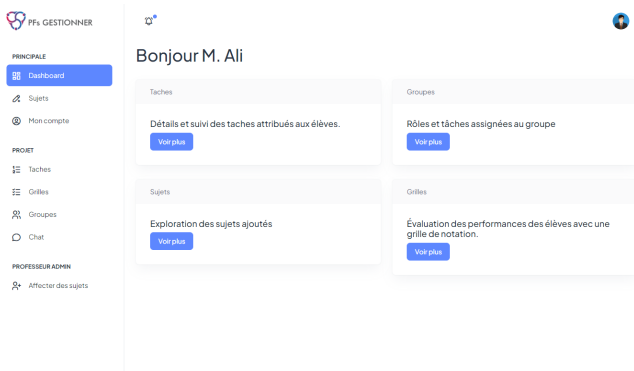 PFs GESTIONNER
PRINCIPALE
Dashboard
Sujets
Mon compte
PROJET
Taches
Grilles
Groupes
Chat
PROFESSEUR ADMIN
Affecter des sujets
Bonjour M. Ali
Taches
Détails et suivi des taches attribués aux élèves.
Voir plus
Groupes
Rôles et tâches assignées au groupe
Voir plus
Sujets
Exploration des sujets ajoutés
Voir plus
Grilles
Évaluation des performances des élèves avec une
grille de notation.
Voir plus